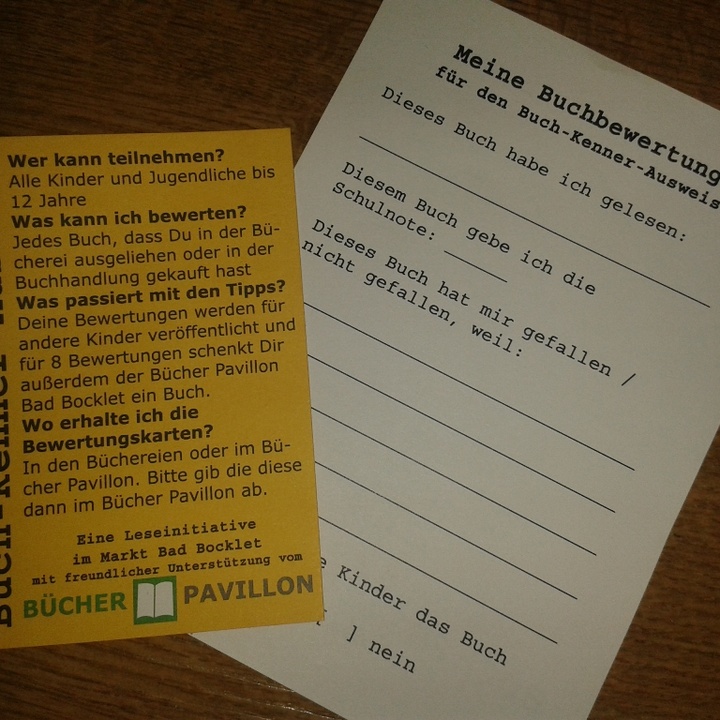 Wer kann teilnehmen?
Alle Kinder und Jugendliche bis
12 Jahre
Was kann ich bewerten?
Jedes Buch, dass Du in der Bü-
cherei ausgeliehen oder in der
Buchhandlung gekauft hast
Was passiert mit den Tipps?
Deine Bewertungen werden für
andere Kinder veröffentlicht und
für 8 Bewertungen schenkt Dir
außerdem der Bücher Pavillon
Bad Bocklet ein Buch.
Wo erhalte ich die
Bewertungskarten?
In den Büchereien oder im Bü-
cher Pavillon. Bitte gib die diese
dann im Bücher Pavillon ab.
Eine Leseinitiative
im Markt Bad Bocklet
mit freundlicher Unterstützung vom
BÜCHER PAVILLON
Meine Buchbewertung
für den Buch-Kenner-Ausweis
Dieses Buch habe ich gelesen:
Diesem Buch gebe ich die
Schulnote:
Dieses Buch hat mir gefallen /
nicht gefallen, weil:
Kinder das Buch
] nein